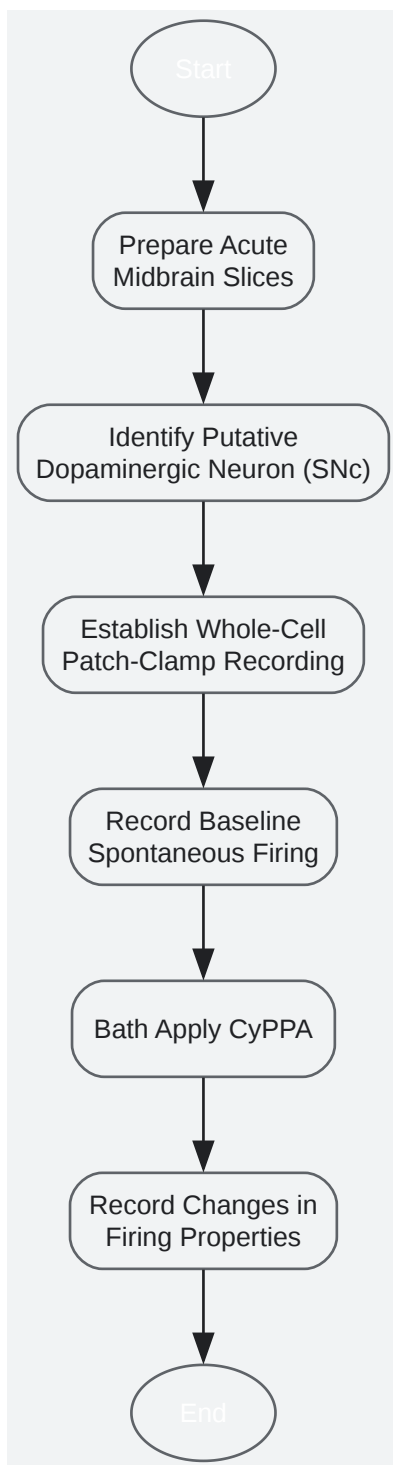 Start
Prepare Acute
Midbrain Slices
Identify Putative
Dopaminergic Neuron (SNc)
Establish Whole-Cell
Patch-Clamp Recording
Record Baseline
Spontaneous Firing
Bath Apply CyPPA
Record Changes in
Firing Properties
End